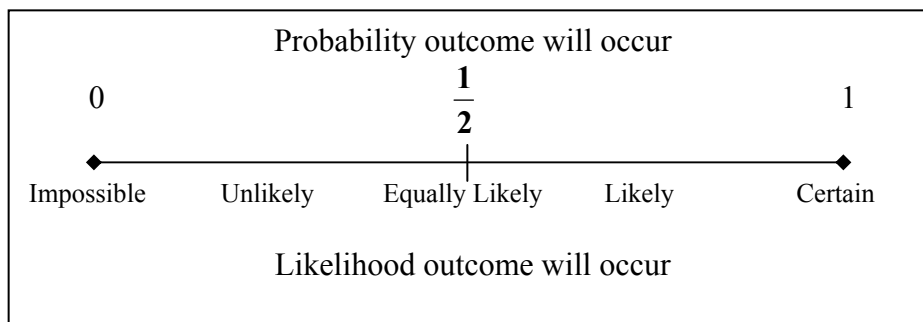 Probability outcome will occur
0 1/2 1
Impossible Unlikely Equally Likely Likely Certain
Likelihood outcome will occur